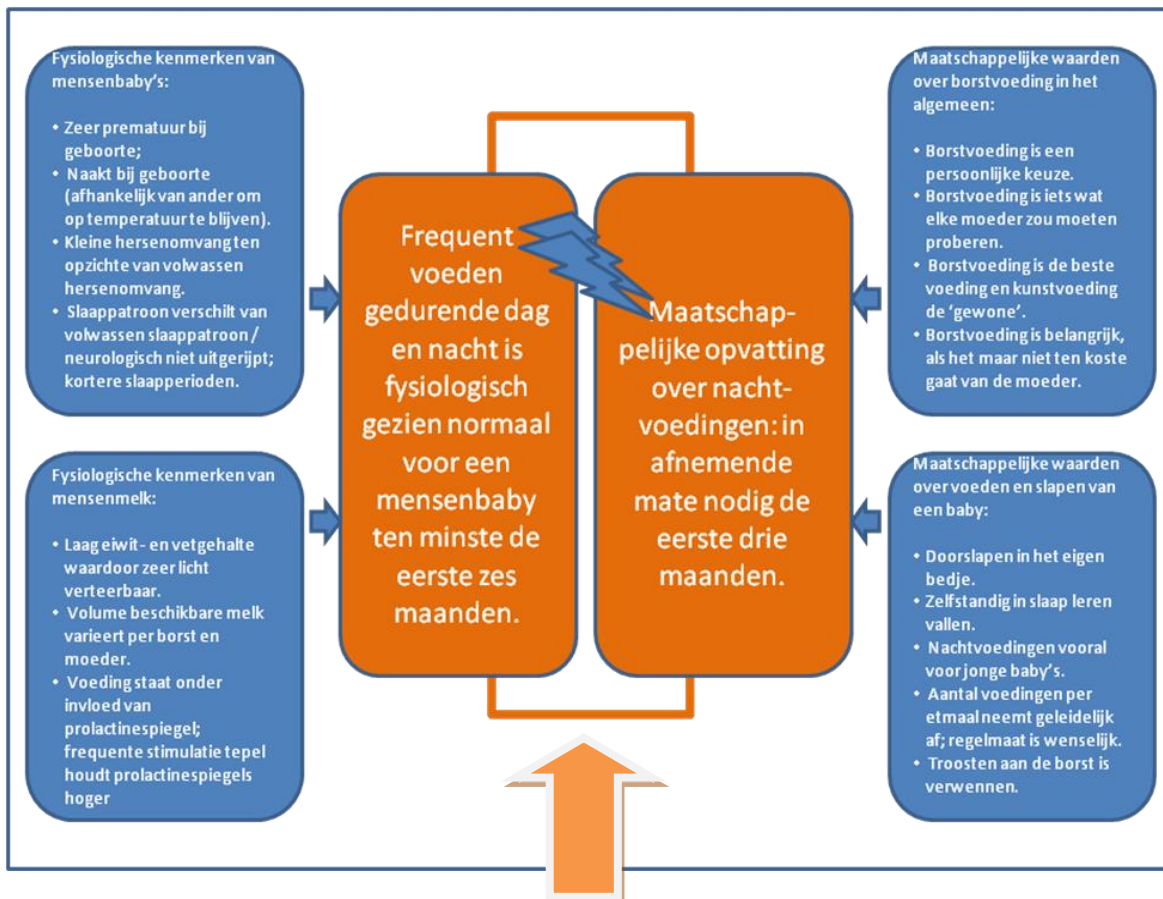 Fysiologische kenmerken van
mensenbaby's:
• Zeer prematuur bij
geboorte;
• Naakt bij geboorte
(afhankelijk van ander om
op temperatuur te blijven).
• Kleine hersenomvang ten
opzichte van volwassen
hersenomvang.
• Slaappatroon verschilt van
volwassen slaappatroon /
neurologisch niet uitgerijpt;
kortere slaapperioden.
Fysiologische kenmerken van
mensenmelk:
• Laag eiwit- en vetgehalte
waardoor zeer licht
verteerbaar.
• Volume beschikbare melk
varieert per borst en
moeder.
• Voeding staat onder
invloed van
prolactinespiegel;
frequente stimulatie tepel
houdt prolactinespiegels
hoger
Frequent
voeden
gedurende dag
en nacht is
fysiologisch
gezien normaal
voor een
mensenbaby
ten minste de
eerste zes
maanden.
Maatschap-
pelijke opvatting
over nacht-
voedingen: in
afnemende
mate nodig de
eerste drie
maanden.
Maatschappelijke waarden
over borstvoeding in het
algemeen:
• Borstvoeding is een
persoonlijke keuze.
• Borstvoeding is iets wat
elke moeder zou moeten
proberen.
• Borstvoeding is de beste
voeding en kunstvoeding
de 'gewone'.
• Borstvoeding is belangrijk,
als het maar niet ten koste
gaat van de moeder.
Maatschappelijke waarden
over voeden en slapen van
een baby:
• Doorslapen in het eigen
bedje.
• Zelfstandig in slaap leren
vallen.
• Nachtvoedingen vooral
voor jonge baby's.
• Aantal voedingen per
etmaal neemt geleidelijk
af; regelmaat is wenselijk.
• Troosten aan de borst is
verwennen.